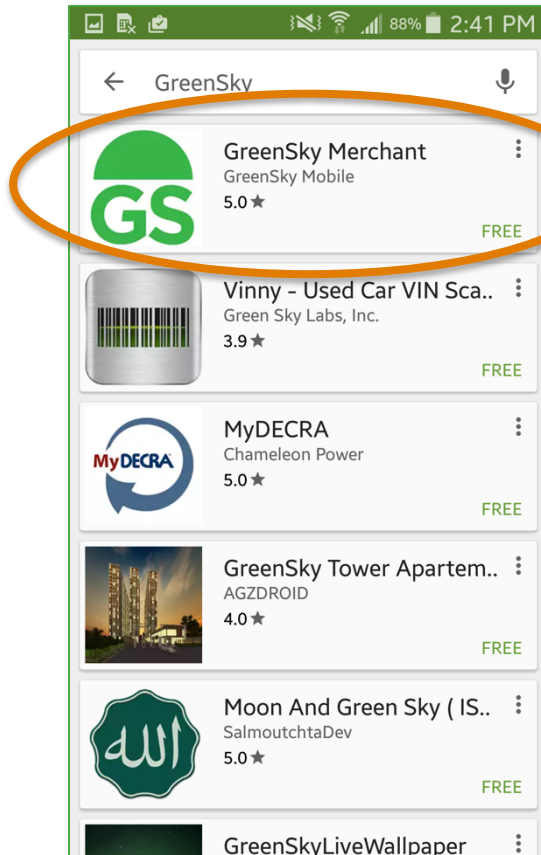 88% 2:41 PM
GreenSky
GS
GreenSky Merchant
GreenSky Mobile
5.0★
FREE
Vinny - Used Car VIN Sca..
Green Sky Labs, Inc.
3.9★
FREE
MyDECRA
MyDECRA
Chameleon Power
5.0★
FREE
GreenSky Tower Apartem..
AGZDROID
4.0★
FREE
الله
Moon And Green Sky ( IS..
SalmoutchtaDev
5.0★
FREE
GreenSkyLiveWallpaper